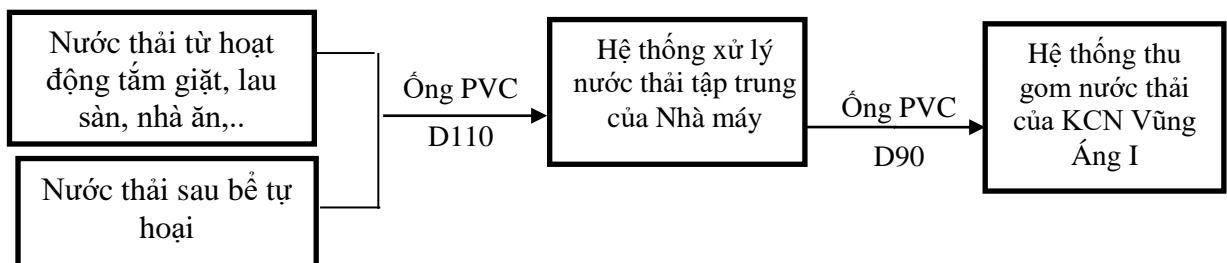 Nước thải từ hoạt
động tắm giặt, lau
sàn, nhà ăn,..
Nước thải sau bể tự
hoại
Ống PVC
D110
Hệ thống xử lý
nước thải tập trung
của Nhà máy
Ống PVC
D90
Hệ thống thu
gom nước thải
của KCN Vũng
Áng I